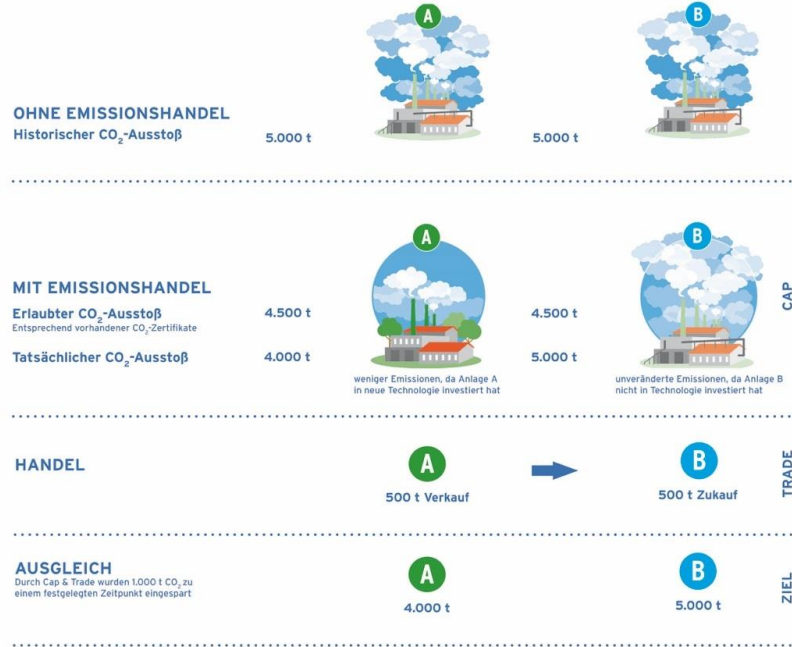 A
B
OHNE EMISSIONSHANDEL
Historischer CO₂-Ausstoß
5.000 t
5.000 t
A
B
MIT EMISSIONSHANDEL
Erlaubter CO₂-Ausstoß
Entsprechend vorhandener CO₂-Zertifikate
4.500 t
4.500 t
CAP
Tatsächlicher CO₂-Ausstoß
4.000 t
5.000 t
weniger Emissionen, da Anlage A
in neue Technologie investiert hat
unveränderte Emissionen, da Anlage B
nicht in Technologie investiert hat
HANDEL
A
500 t Verkauf
B
500 t Zukauf
TRADE
AUSGLEICH
Durch Cap & Trade wurden 1.000 t CO₂ zu
einem festgelegten Zeitpunkt eingespart
A
4.000 t
B
5.000 t
ZIEL